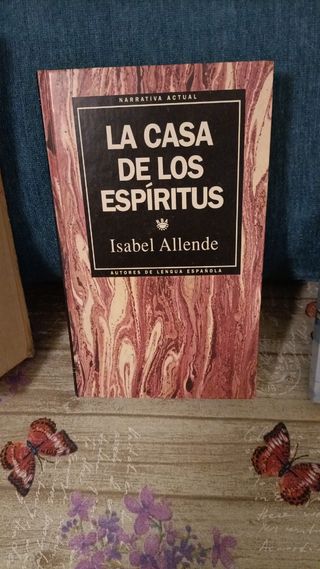 NARRATIVA ACTUAL
LA CASA
DE LOS
ESPÍRITUS
Isabel Allende
AUTORES DE LENGUA ESPAÑOLA